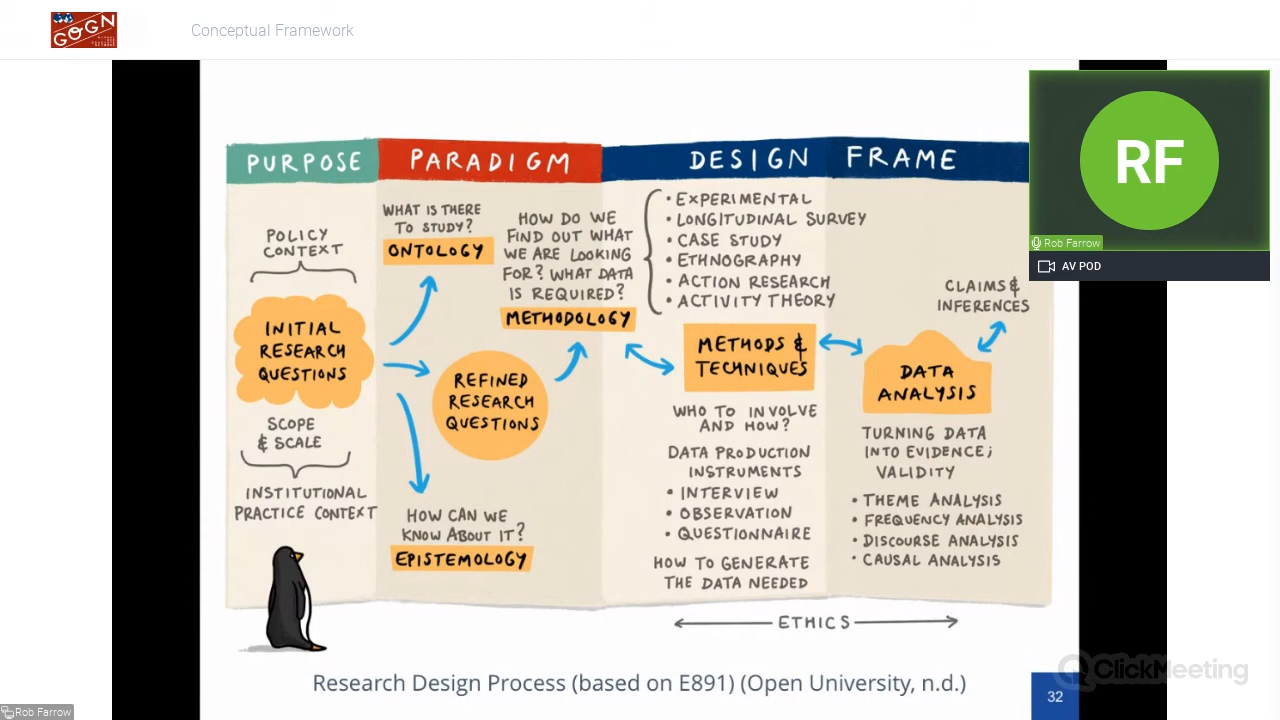 GOGN
Conceptual Framework
PURPOSE
PARADIGM
DESIGN FRAME
POLICY
CONTEXT
INITIAL
RESEARCH
QUESTIONS
SCOPE
& SCALE
INSTITUTIONAL
PRACTICE CONTEXT
WHAT IS THERE
TO STUDY?
ONTOLOGY
REFINED
RESEARCH
QUESTIONS
HOW CAN WE
KNOW ABOUT IT?
EPISTEMOLOGY
HOW DO WE
FIND OUT WHAT
WE ARE LOOKING
FOR? WHAT DATA
IS REQUIRED?
METHODOLOGY
• EXPERIMENTAL
• LONGITUDINAL SURVEY
• CASE STUDY
• ETHNOGRAPHY
• ACTION RESEARCH
• ACTIVITY THEORY
METHODS &
TECHNIQUES
WHO TO INVOLVE
AND HOW?
DATA PRODUCTION
INSTRUMENTS
• INTERVIEW
• OBSERVATION
• QUESTIONNAIRE
HOW TO GENERATE
THE DATA NEEDED
CLAIMS &
INFERENCES
DATA
ANALYSIS
TURNING DATA
INTO EVIDENCE;
VALIDITY
• THEME ANALYSIS
• FREQUENCY ANALYSIS
• DISCOURSE ANALYSIS
• CAUSAL ANALYSIS
ETHICS
Research Design Process (based on E891) (Open University, n.d.)
32
RF
Rob Farrow
AV POD
ClickMeeting
Rob Farrow